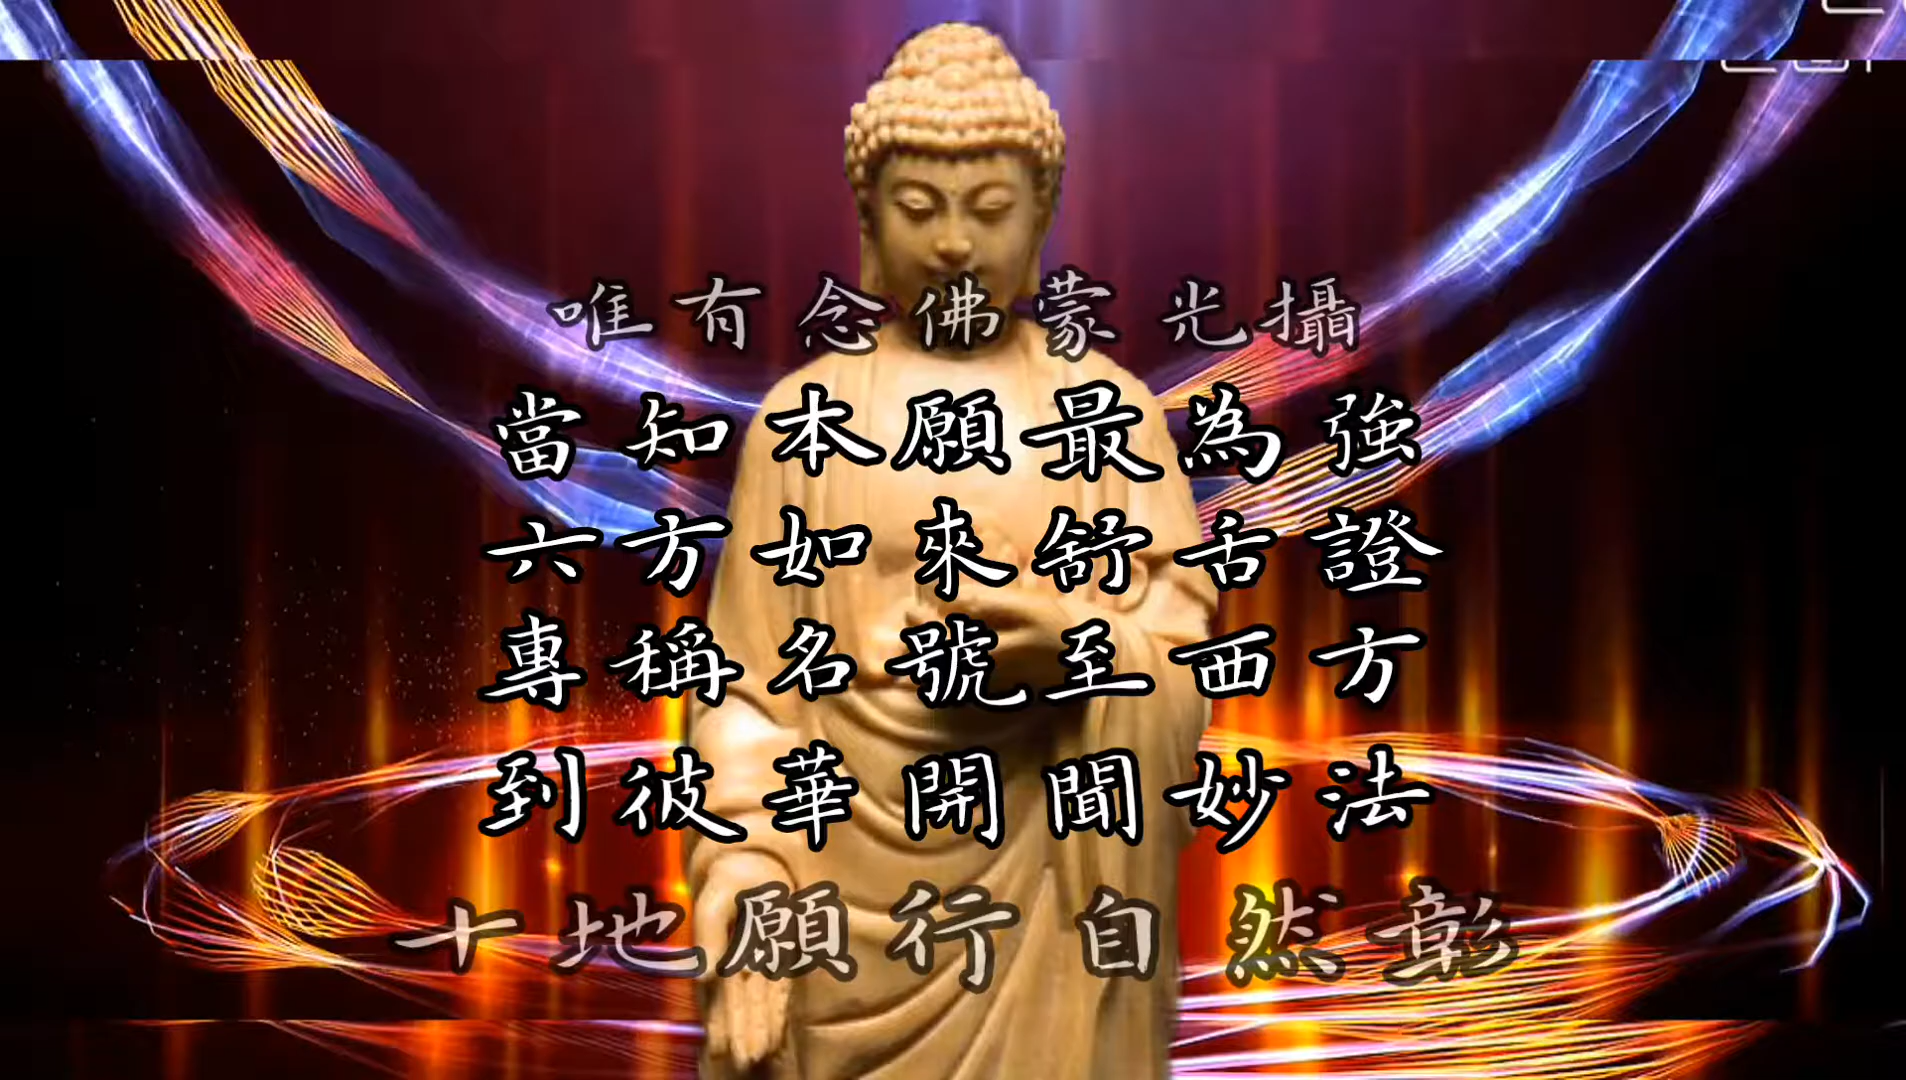 唯有念佛蒙光攝
當知本願最為強
六方如來舒舌證
專稱名號至西方
到彼華開聞妙法
十地願行自然彰